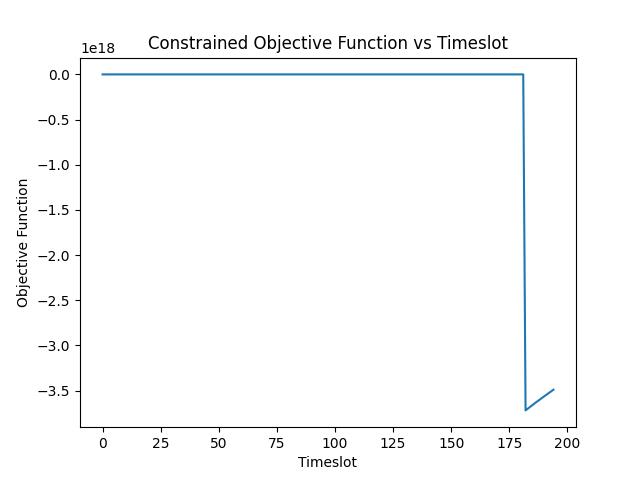 Constrained Objective Function vs Timeslot
1e18
0.0
−0.5
−1.0
−1.5
−2.0
−2.5
−3.0
−3.5
Objective Function
0 25 50 75 100 125 150 175 200
Timeslot